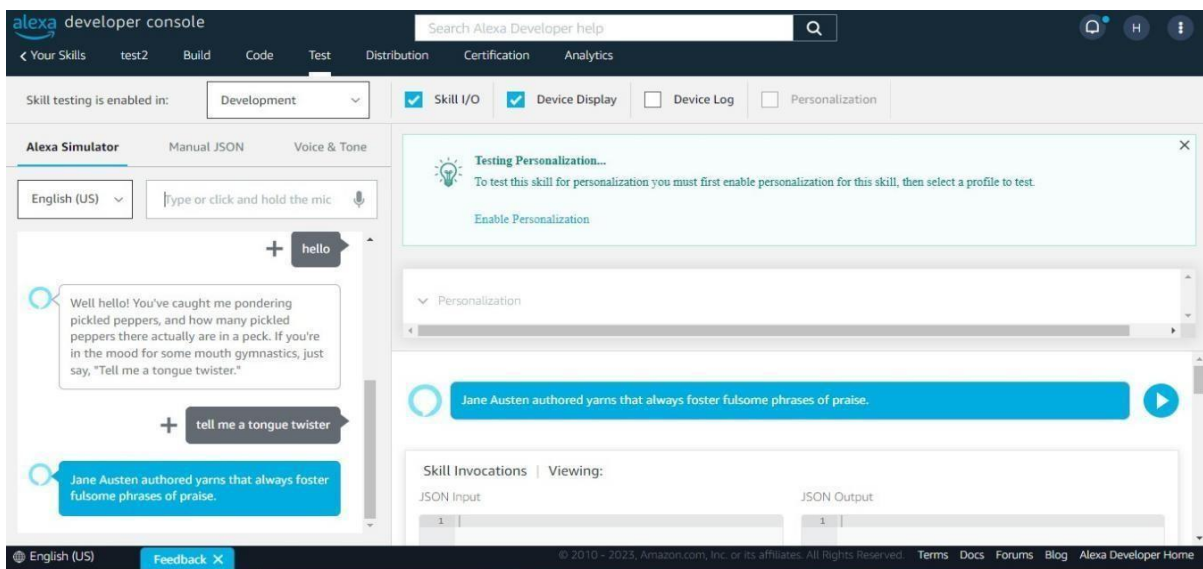 alexa developer console
Search Alexa Developer help
H
Your Skills test2 Build Code Test Distribution Certification Analytics
Skill testing is enabled in: Development
Skill I/O Device Display Device Log Personalization
Alexa Simulator Manual JSON Voice & Tone
English (US) Type or click and hold the mic
hello
Well hello! You've caught me pondering
pickled peppers, and how many pickled
peppers there actually are in a peck. If you're
in the mood for some mouth gymnastics, just
say, "Tell me a tongue twister."
tell me a tongue twister
Jane Austen authored yarns that always foster
fulsome phrases of praise.
Testing Personalization...
To test this skill for personalization you must first enable personalization for this skill, then select a profile to test.
Enable Personalization
Personalization
Jane Austen authored yarns that always foster fulsome phrases of praise.
Skill Invocations | Viewing:
JSON Input JSON Output
1 1
English (US) Feedback © 2010 - 2023, Amazon.com, Inc. or its affiliates. All Rights Reserved. Terms Docs Forums Blog Alexa Developer Home